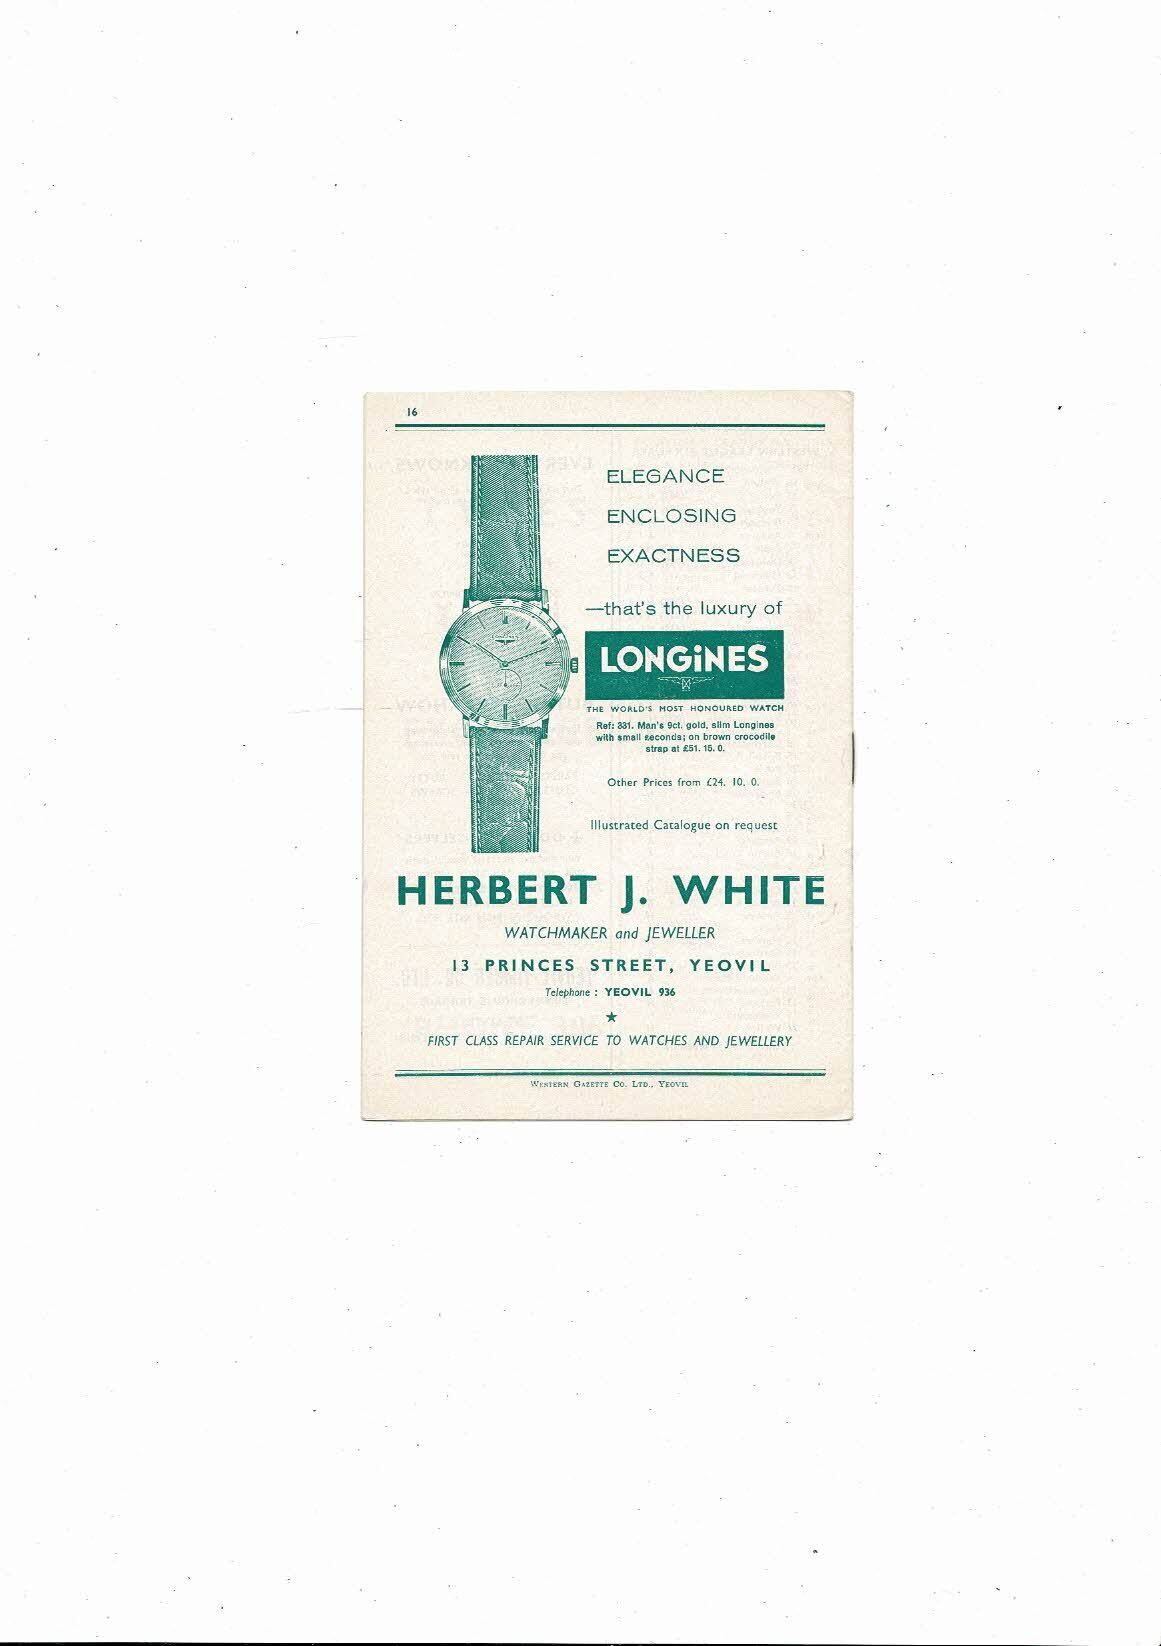 16
ELEGANCE
ENCLOSING
EXACTNESS
—that's the luxury of
LONGiNES
THE WORLD'S MOST HONOURED WATCH
Ref: 331. Man's 9ct. gold, slim Longines
with small seconds; on brown crocodile
strap at £51. 15. 0.
Other Prices from £24. 10. 0.
Illustrated Catalogue on request
HERBERT J. WHITE
WATCHMAKER and JEWELLER
13 PRINCES STREET, YEOVIL
Telephone : YEOVIL 936
★
FIRST CLASS REPAIR SERVICE TO WATCHES AND JEWELLERY
WESTERN GAZETTE CO. LTD., YEOVIL